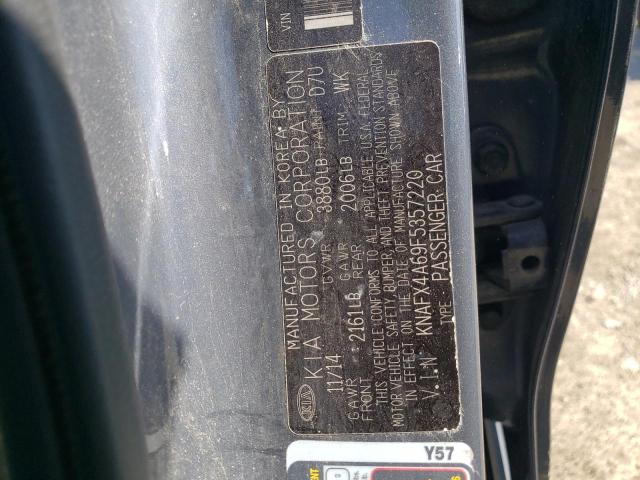 VIN
MANUFACTURED IN KOREA BY
KIA KIA MOTORS CORPORATION
11/14 GVWR 3880LB PAINT D7U
GAWR FRONT 2161LB GAWR REAR 2006LB TRIM WK
THIS VEHICLE CONFORMS TO ALL APPLICABLE U.S.A. FEDERAL
MOTOR VEHICLE SAFETY, BUMPER, AND THEFT PREVENTION STANDARDS
IN EFFECT ON THE DATE OF MANUFACTURE SHOWN ABOVE.
V.I.N KNAFX4A69F5357220
TYPE: PASSENGER CAR
Y57